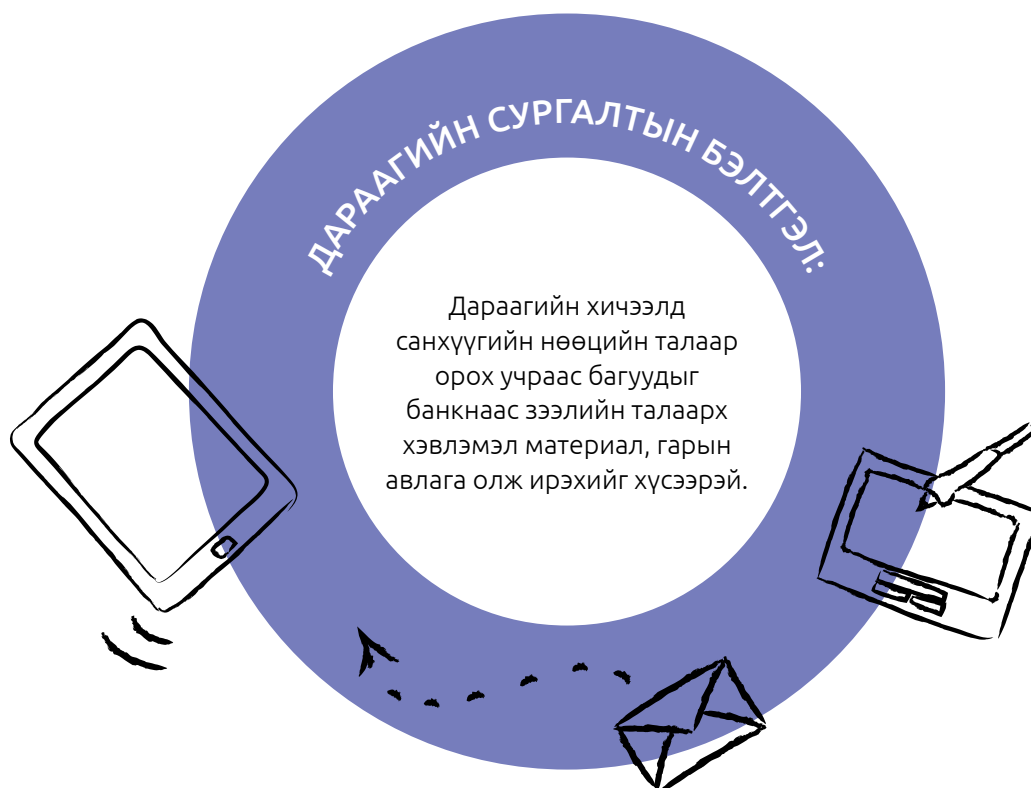 ДАРААГИЙН СУРГАЛТЫН БЭЛТГЭЛ:
Дараагийн хичээлд
санхүүгийн нөөцийн талаар
орох учраас багуудыг
банкнаас зээлийн талаарх
хэвлэмэл материал, гарын
авлага олж ирэхийг хүсээрэй.